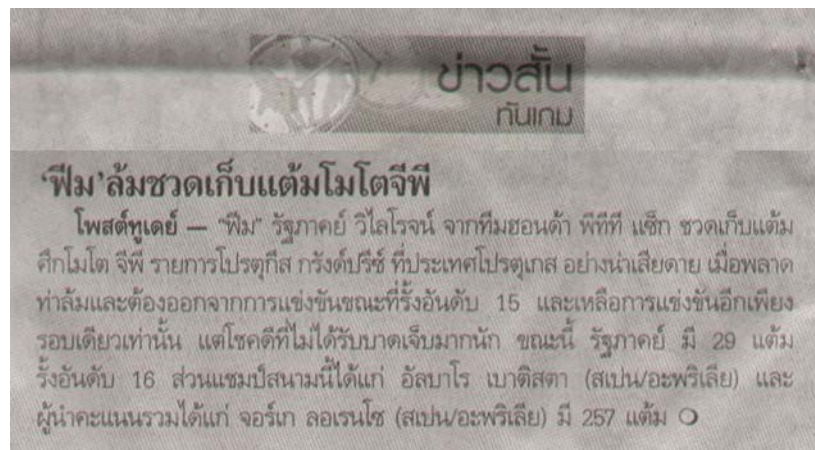 ข่าวสั้น
ทันเกม
'ฟีม'ล้มชวดเก็บแต้มโมโตจีพี
โพสต์ทูเดย์ — "ฟีม" รัฐภาคย์ วิไลโรจน์ จากทีมฮอนด้า พีทีที แซ็ก ชวดเก็บแต้ม
ศึกโมโต จีพี รายการโปรตุกีส กรังด์ปรีซ์ ที่ประเทศโปรตุเกส อย่างน่าเสียดาย เมื่อพลาด
ท่าล้มและต้องออกจากการแข่งขันขณะที่รั้งอันดับ 15 และเหลือการแข่งขันอีกเพียง
รอบเดียวเท่านั้น แต่โชคดีที่ไม่ได้รับบาดเจ็บมากนัก ขณะนี้ รัฐภาคย์ มี 29 แต้ม
รั้งอันดับ 16 ส่วนแชมป์สนามนี้ได้แก่ อัลบาโร เบาติสตา (สเปน/อะพริเลีย) และ
ผู้นำคะแนนรวมได้แก่ จอร์เก ลอเรนโซ (สเปน/อะพริเลีย) มี 257 แต้ม